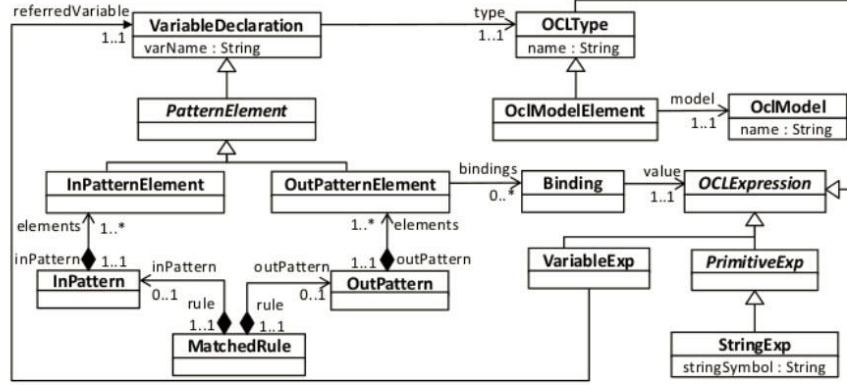 referredVariable
VariableDeclaration
type
OCLType
1..1
varName : String
1..1
name : String
PatternElement
OclModelElement
model
OclModel
1..1
name : String
bindings
value
InPatternElement
OutPatternElement
Binding
OCLExpression
0..*
1..1
elements
1..*
1..*
elements
inPattern
1..1
inPattern
outPattern
1..1
outPattern
VariableExp
PrimitiveExp
InPattern
0..1
rule
rule
0..1
OutPattern
1..1
1..1
MatchedRule
StringExp
stringSymbol : String